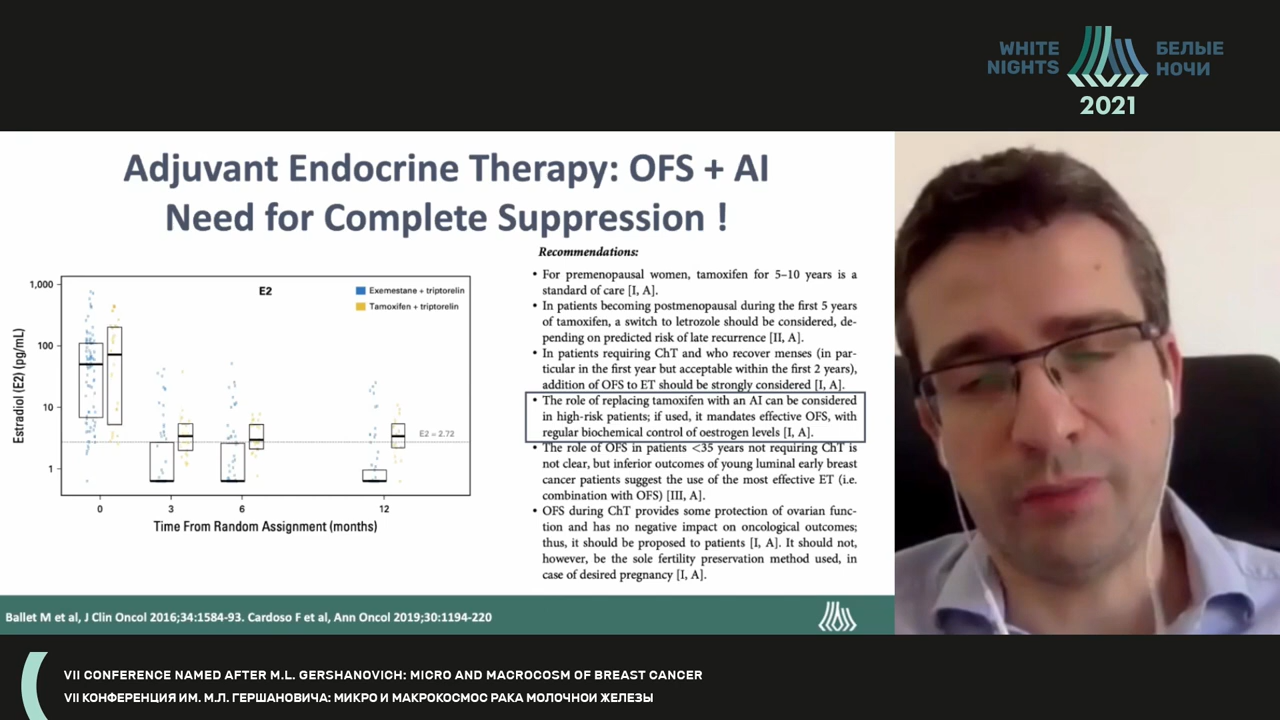 WHITE
NIGHTS
БЕЛЫЕ
НОЧИ
2021
Adjuvant Endocrine Therapy: OFS + AI
Need for Complete Suppression !
E2
Exemestane + triptorelin
Tamoxifen + triptorelin
Estradiol (E2) (pg/mL)
1,000
100
10
1
E2 = 2.72
0
3
6
12
Time From Random Assignment (months)
Recommendations:
• For premenopausal women, tamoxifen for 5–10 years is a
standard of care [I, A].
• In patients becoming postmenopausal during the first 5 years
of tamoxifen, a switch to letrozole should be considered, de-
pending on predicted risk of late recurrence [II, A].
• In patients requiring ChT and who recover menses (in par-
ticular in the first year but acceptable within the first 2 years),
addition of OFS to ET should be strongly considered [I, A].
• The role of replacing tamoxifen with an AI can be considered
in high-risk patients; if used, it mandates effective OFS, with
regular biochemical control of oestrogen levels [I, A].
• The role of OFS in patients <35 years not requiring ChT is
not clear, but inferior outcomes of young luminal early breast
cancer patients suggest the use of the most effective ET (i.e.
combination with OFS) [III, A].
• OFS during ChT provides some protection of ovarian func-
tion and has no negative impact on oncological outcomes;
thus, it should be proposed to patients [I, A]. It should not,
however, be the sole fertility preservation method used, in
case of desired pregnancy [I, A].
Ballet M et al, J Clin Oncol 2016;34:1584-93. Cardoso F et al, Ann Oncol 2019;30:1194-220
VII CONFERENCE NAMED AFTER M.L. GERSHANOVICH: MICRO AND MACROCOSM OF BREAST CANCER
VII КОНФЕРЕНЦИЯ ИМ. М.Л. ГЕРШАНОВИЧА: МИКРО И МАКРОКОСМОС РАКА МОЛОЧНОЙ ЖЕЛЕЗЫ